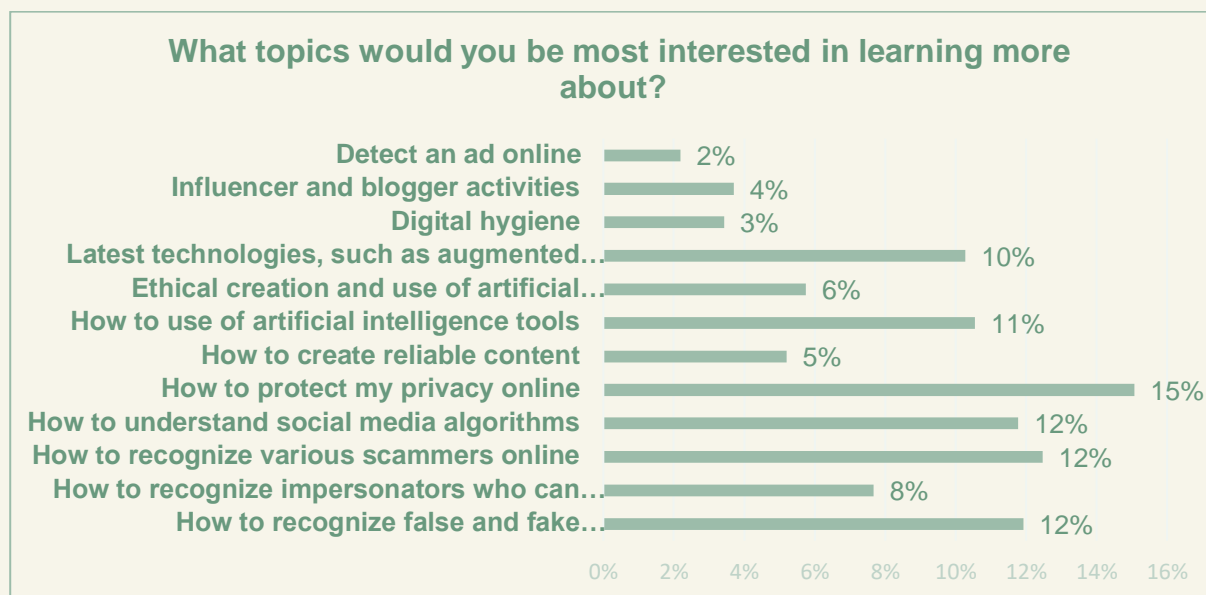 What topics would you be most interested in learning more
about?
Detect an ad online 2%
Influencer and blogger activities 4%
Digital hygiene 3%
Latest technologies, such as augmented… 10%
Ethical creation and use of artificial… 6%
How to use of artificial intelligence tools 11%
How to create reliable content 5%
How to protect my privacy online 15%
How to understand social media algorithms 12%
How to recognize various scammers online 12%
How to recognize impersonators who can… 8%
How to recognize false and fake… 12%
0% 2% 4% 6% 8% 10% 12% 14% 16%